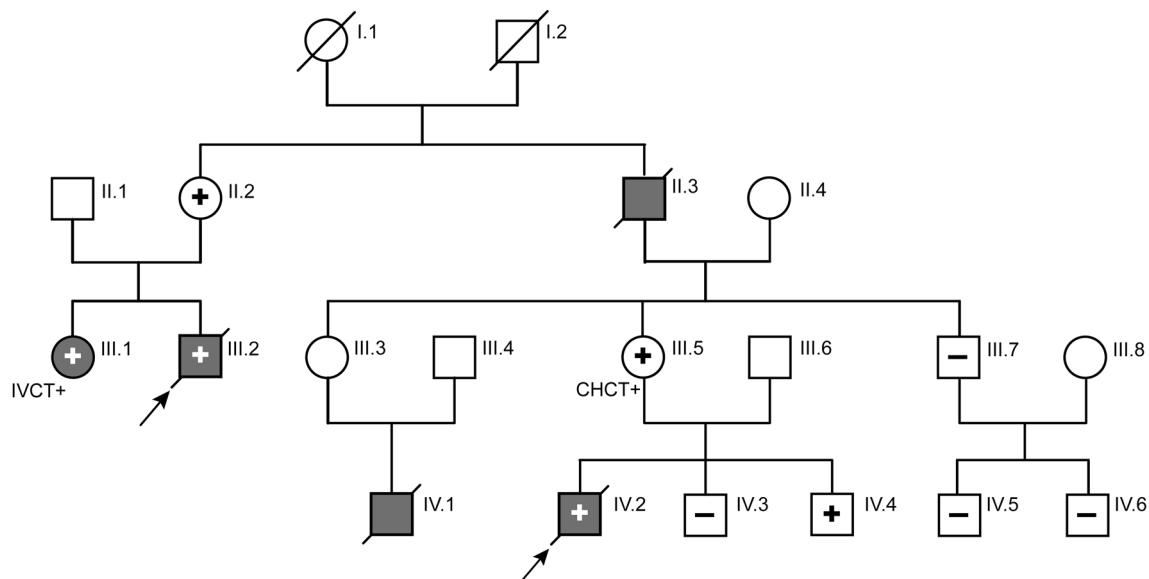 I.1 I.2
II.1 + II.2 II.3 II.4
+ III.1 + III.2 III.3 III.4 + III.5 III.6 − III.7 III.8
IVCT+ CHCT+
IV.1 + IV.2 − IV.3 + IV.4 − IV.5 − IV.6